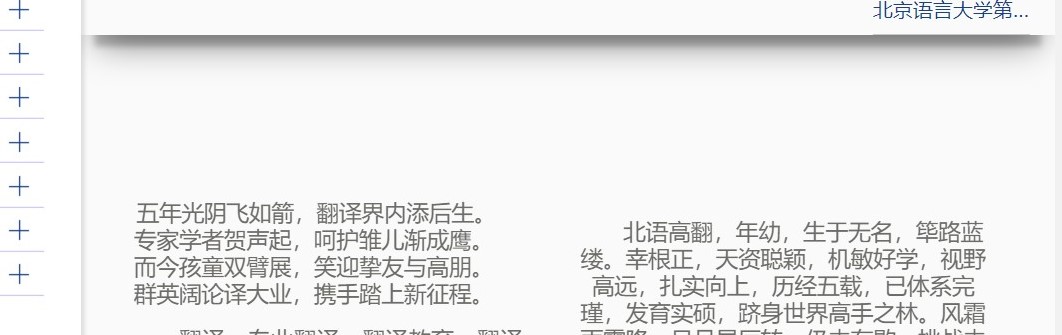 北京语言大学第...
五年光阴飞如箭，翻译界内添后生。
专家学者贺声起，呵护雏儿渐成鹰。
而今孩童双臂展，笑迎挚友与高朋。
群英阔论译大业，携手踏上新征程。
北语高翻，年幼，生于无名，筚路蓝
缕。幸根正，天资聪颖，机敏好学，视野
高远，扎实向上，历经五载，已体系完
瑾，发育实硕，跻身世界高手之林。风霜